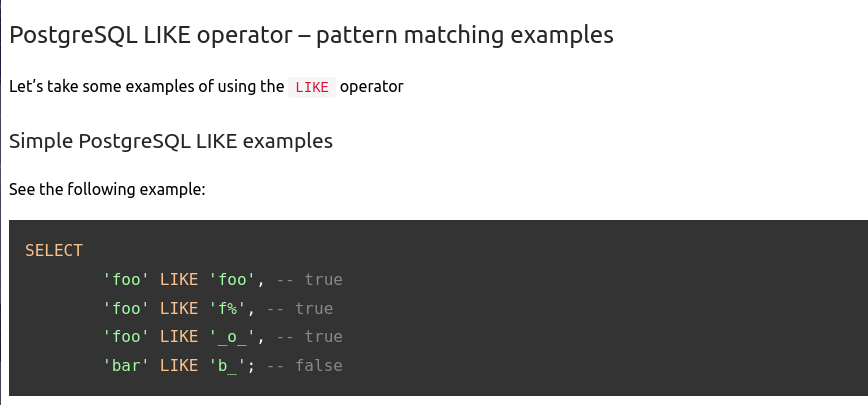 PostgreSQL LIKE operator – pattern matching examples
Let’s take some examples of using the LIKE operator
Simple PostgreSQL LIKE examples
See the following example:
SELECT
'foo' LIKE 'foo', -- true
'foo' LIKE 'f%', -- true
'foo' LIKE '_o_', -- true
'bar' LIKE 'b_'; -- false